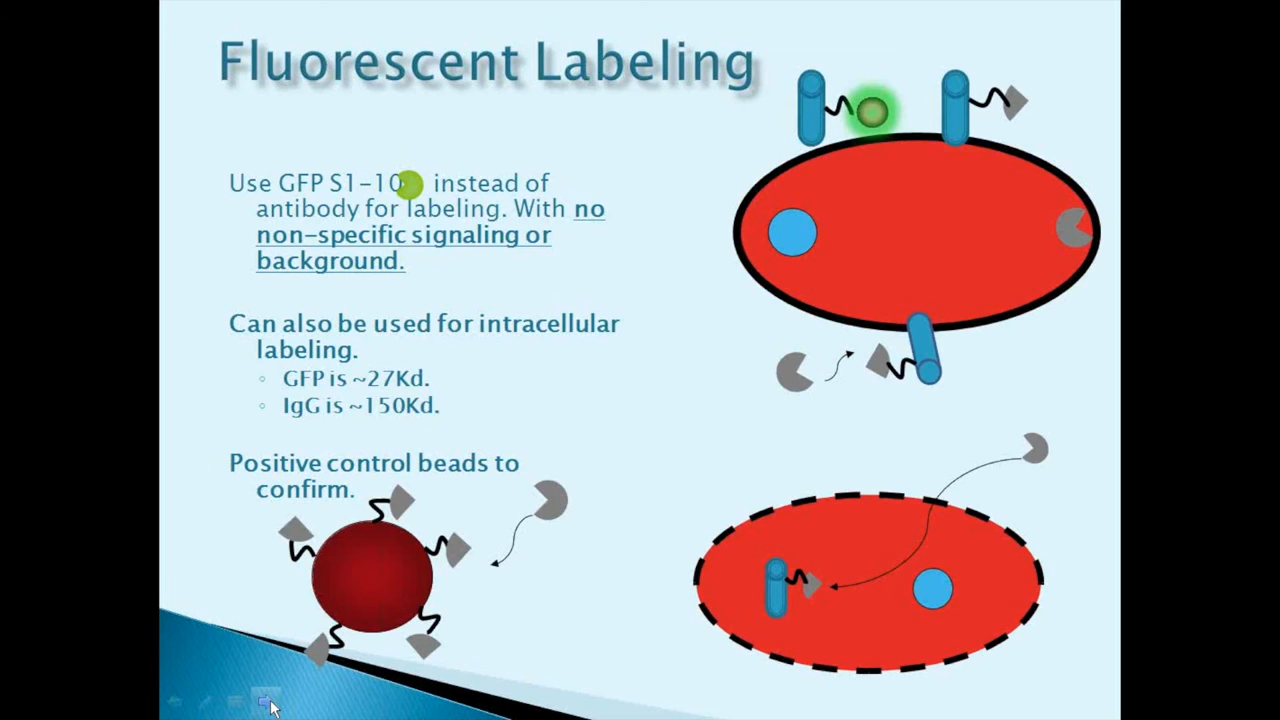 Fluorescent Labeling
Use GFP S1-10 instead of
antibody for labeling. With no
non-specific signaling or
background.
Can also be used for intracellular
labeling.
◦ GFP is ~27Kd.
◦ IgG is ~150Kd.
Positive control beads to
confirm.